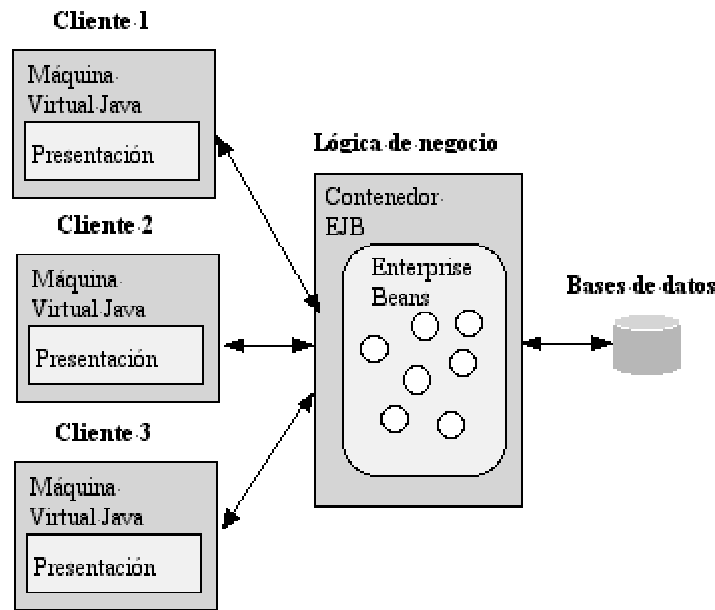 Cliente 1
Máquina
Virtual Java
Presentación
Cliente 2
Máquina
Virtual Java
Presentación
Cliente 3
Máquina
Virtual Java
Presentación
Lógica de negocio
Contenedor
EJB
Enterprise
Beans
Bases de datos